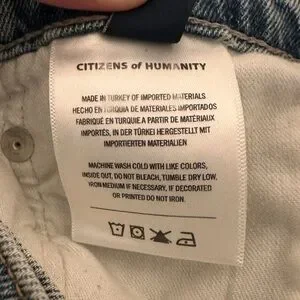 CITIZENS of HUMANITY
MADE IN TURKEY OF IMPORTED MATERIALS
HECHO EN TURQUIA DE MATERIALES IMPORTADOS
FABRIQUÉ EN TURQUIE A PARTIR DE MATÉRIAUX
IMPORTÉS, IN DER TÜRKEI HERGESTELLT MIT
IMPORTIERTEN MATERIALIEN
MACHINE WASH COLD WITH LIKE COLORS,
INSIDE OUT, DO NOT BLEACH, TUMBLE DRY LOW,
IRON MEDIUM IF NECESSARY, IF DECORATED
OR PRINTED DO NOT IRON.